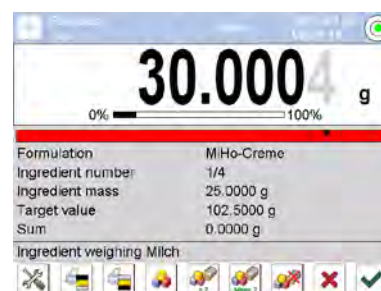 30.0004 g
0% 100%
Formulation MiHo-Creme
Ingredient number 1/4
Ingredient mass 25.0000 g
Target value 102.5000 g
Sum 0.0000 g
Ingredient weighing Milch